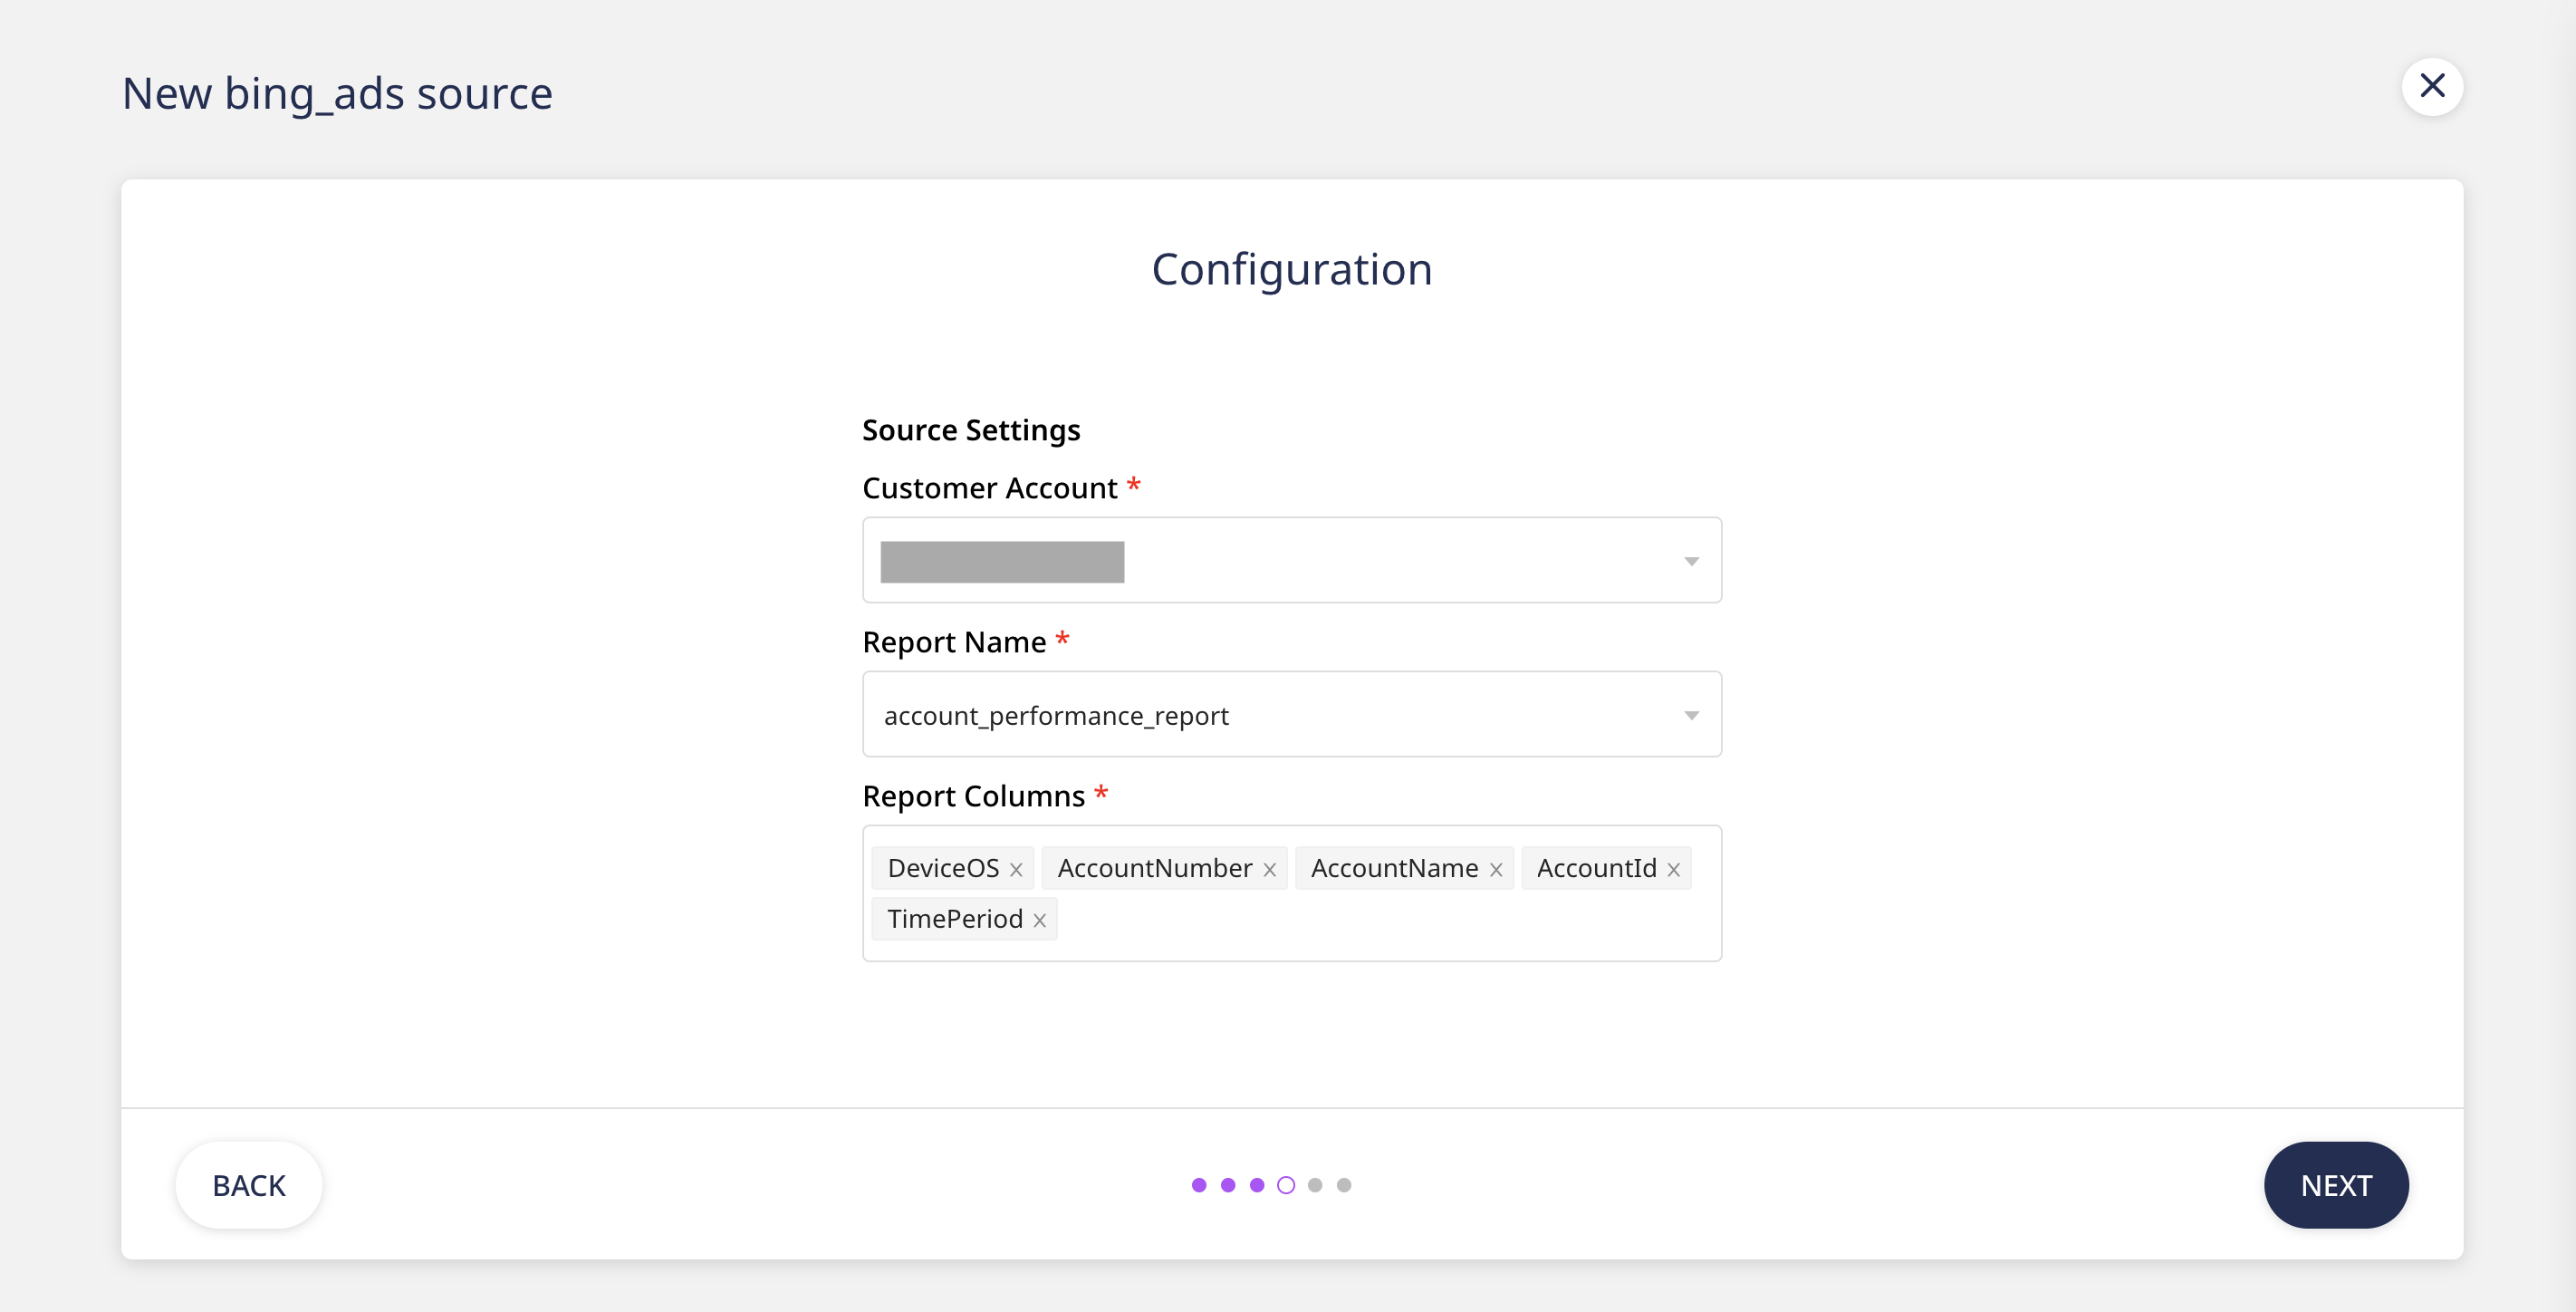 New bing_ads source
Configuration
Source Settings
Customer Account *
Report Name *
account_performance_report
Report Columns *
DeviceOS AccountNumber AccountName AccountId
TimePeriod
BACK
NEXT